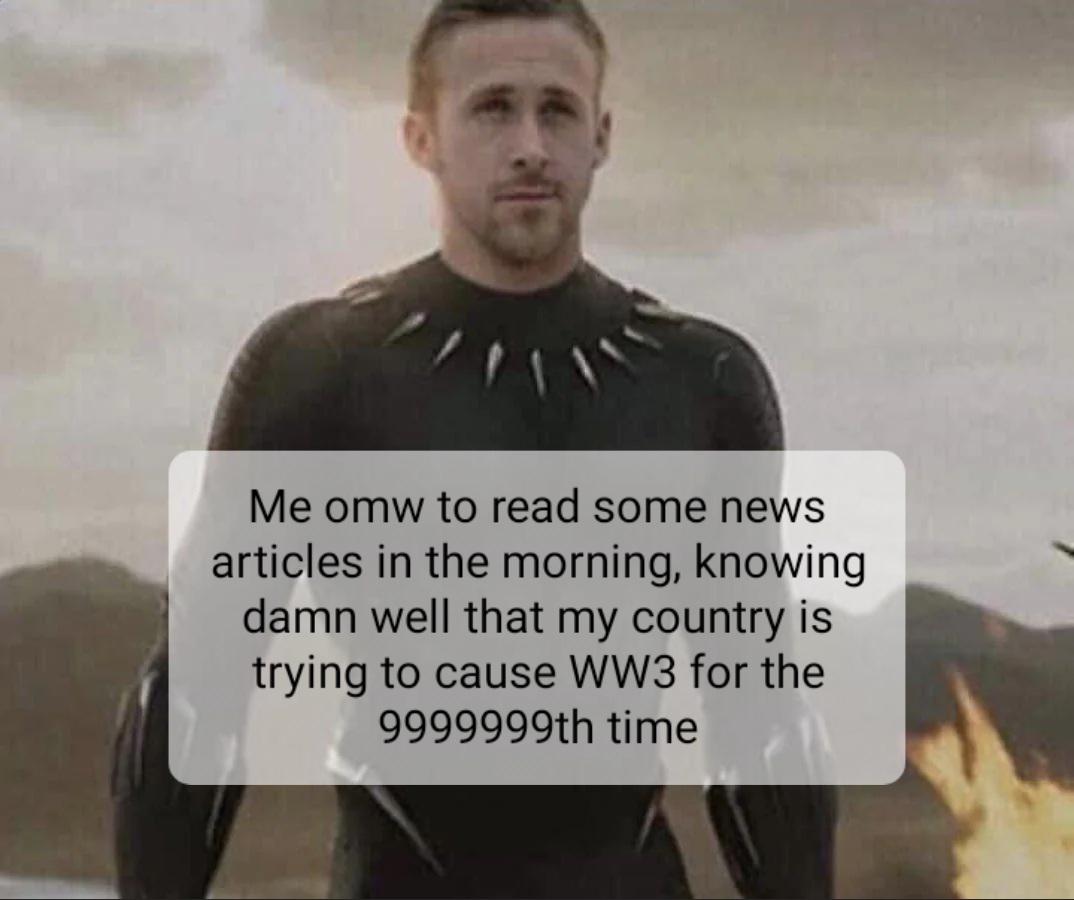 Me omw to read some news
articles in the morning, knowing
damn well that my country is
trying to cause WW3 for the
9999999th time